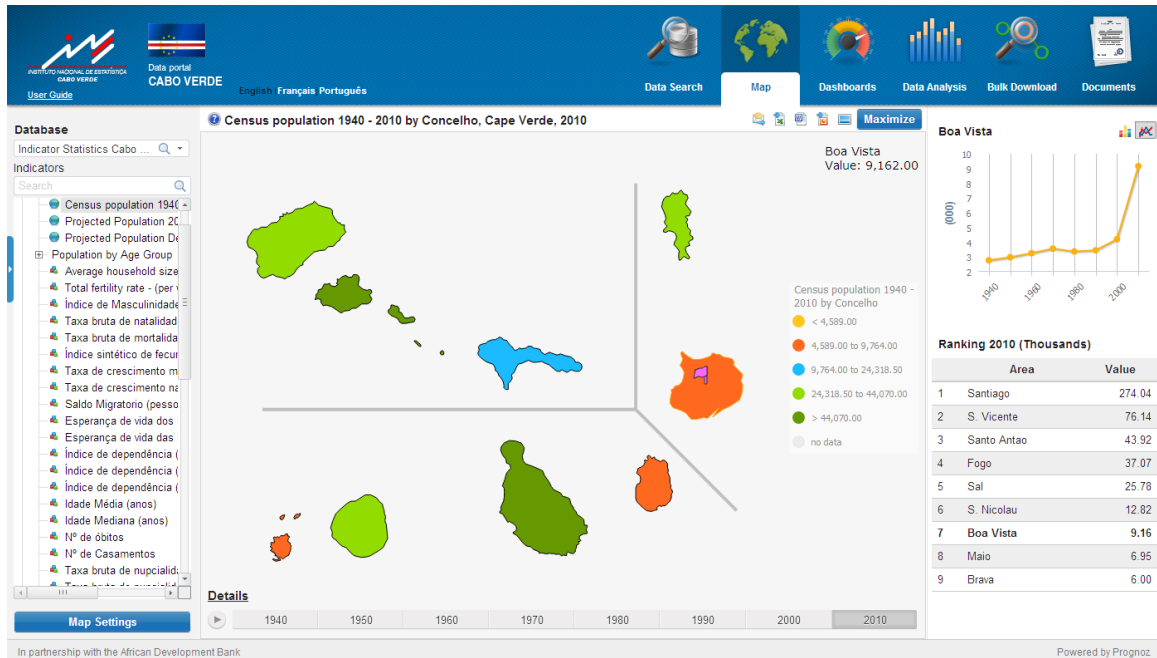 INSTITUTO NACIONAL DE ESTATÍSTICA
CABO VERDE
User Guide
Data portal
CABO VERDE
English Français Português
Data Search
Map
Dashboards
Data Analysis
Bulk Download
Documents
Database
Indicator Statistics Cabo ...
Indicators
Search
Census population 1940
Projected Population 20
Projected Population De
Population by Age Group
Average household size
Total fertility rate - (per
Índice de Masculinidade
Taxa bruta de natalidad
Taxa bruta de mortalida
Índice sintético de fecur
Taxa de crescimento m
Taxa de crescimento na
Saldo Migratorio (pesso
Esperança de vida dos
Esperança de vida das
Índice de dependência (
Índice de dependência (
Índice de dependência (
Idade Média (anos)
Idade Mediana (anos)
Nº de óbitos
Nº de Casamentos
Taxa bruta de nupcialida
Map Settings
Census population 1940 - 2010 by Concelho, Cape Verde, 2010
Maximize
Boa Vista
Value: 9,162.00
Census population 1940 -
2010 by Concelho
< 4,589.00
4,589.00 to 9,764.00
9,764.00 to 24,318.50
24,318.50 to 44,070.00
> 44,070.00
no data
Details
1940 1950 1960 1970 1980 1990 2000 2010
Boa Vista
(000)
10
9
8
7
6
5
4
3
2
1940 1960 1980 2000
Ranking 2010 (Thousands)
Area Value
1 Santiago 274.04
2 S. Vicente 76.14
3 Santo Antao 43.92
4 Fogo 37.07
5 Sal 25.78
6 S. Nicolau 12.82
7 Boa Vista 9.16
8 Maio 6.95
9 Brava 6.00
In partnership with the African Development Bank
Powered by Prognoz